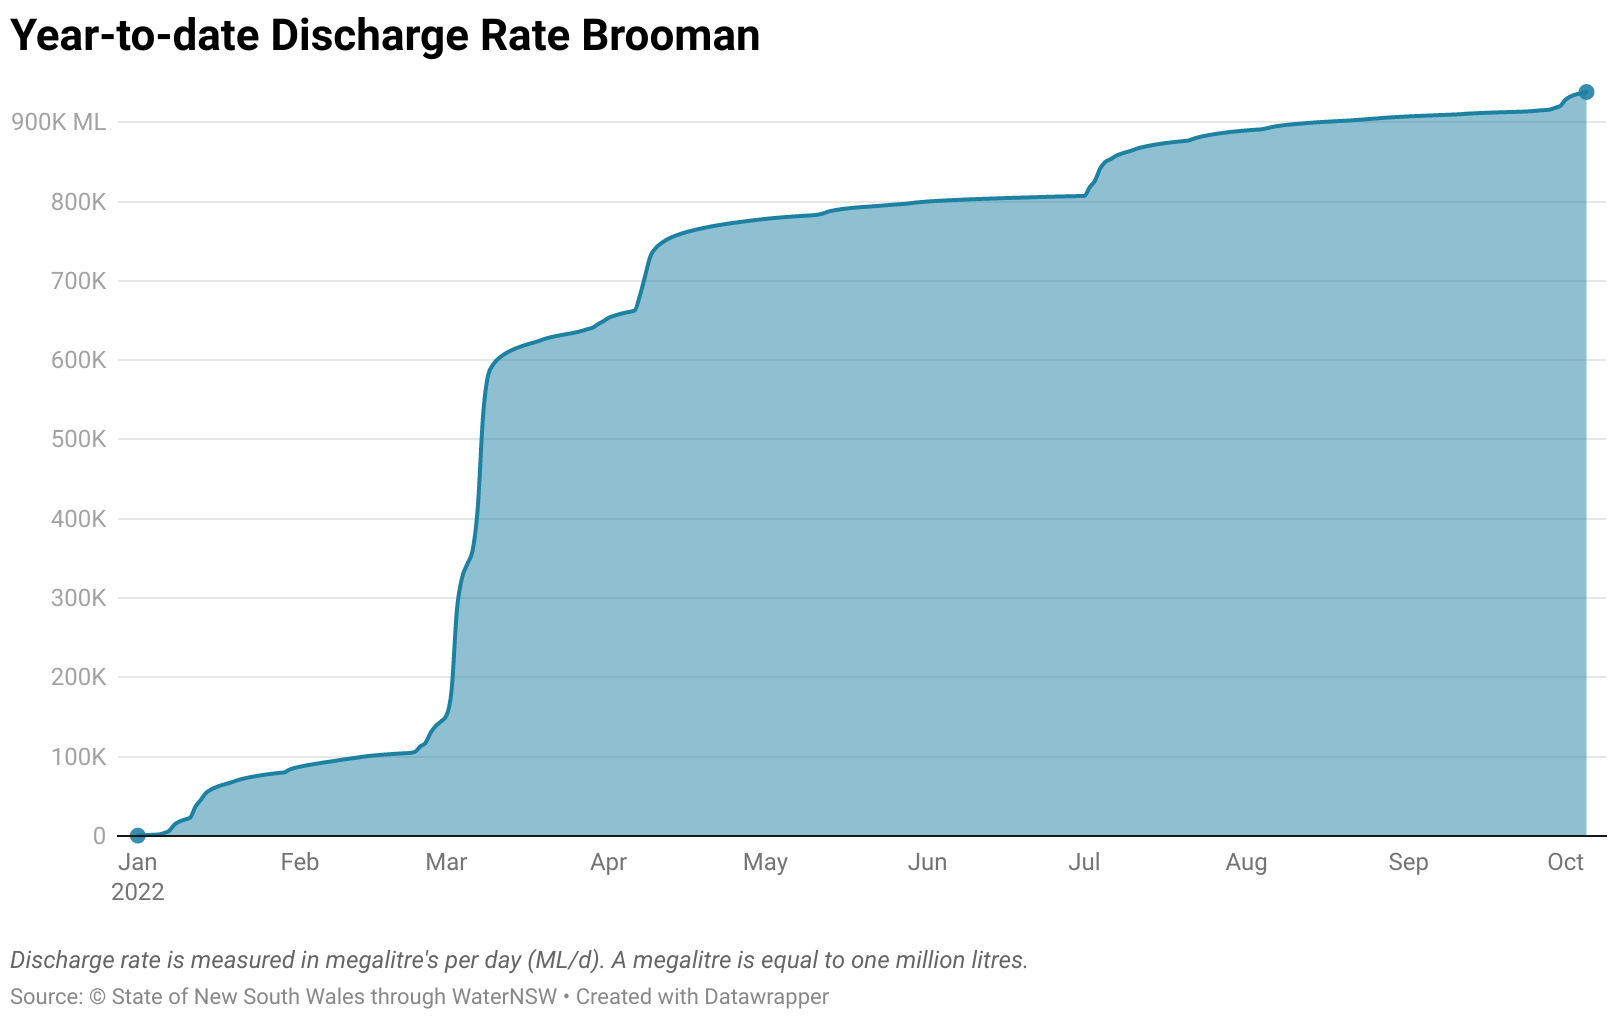 Year-to-date Discharge Rate Brooman
900K ML
800K
700K
600K
500K
400K
300K
200K
100K
0
Jan Feb Mar Apr May Jun Jul Aug Sep Oct
2022
Discharge rate is measured in megalitre's per day (ML/d). A megalitre is equal to one million litres.
Source: © State of New South Wales through WaterNSW • Created with Datawrapper